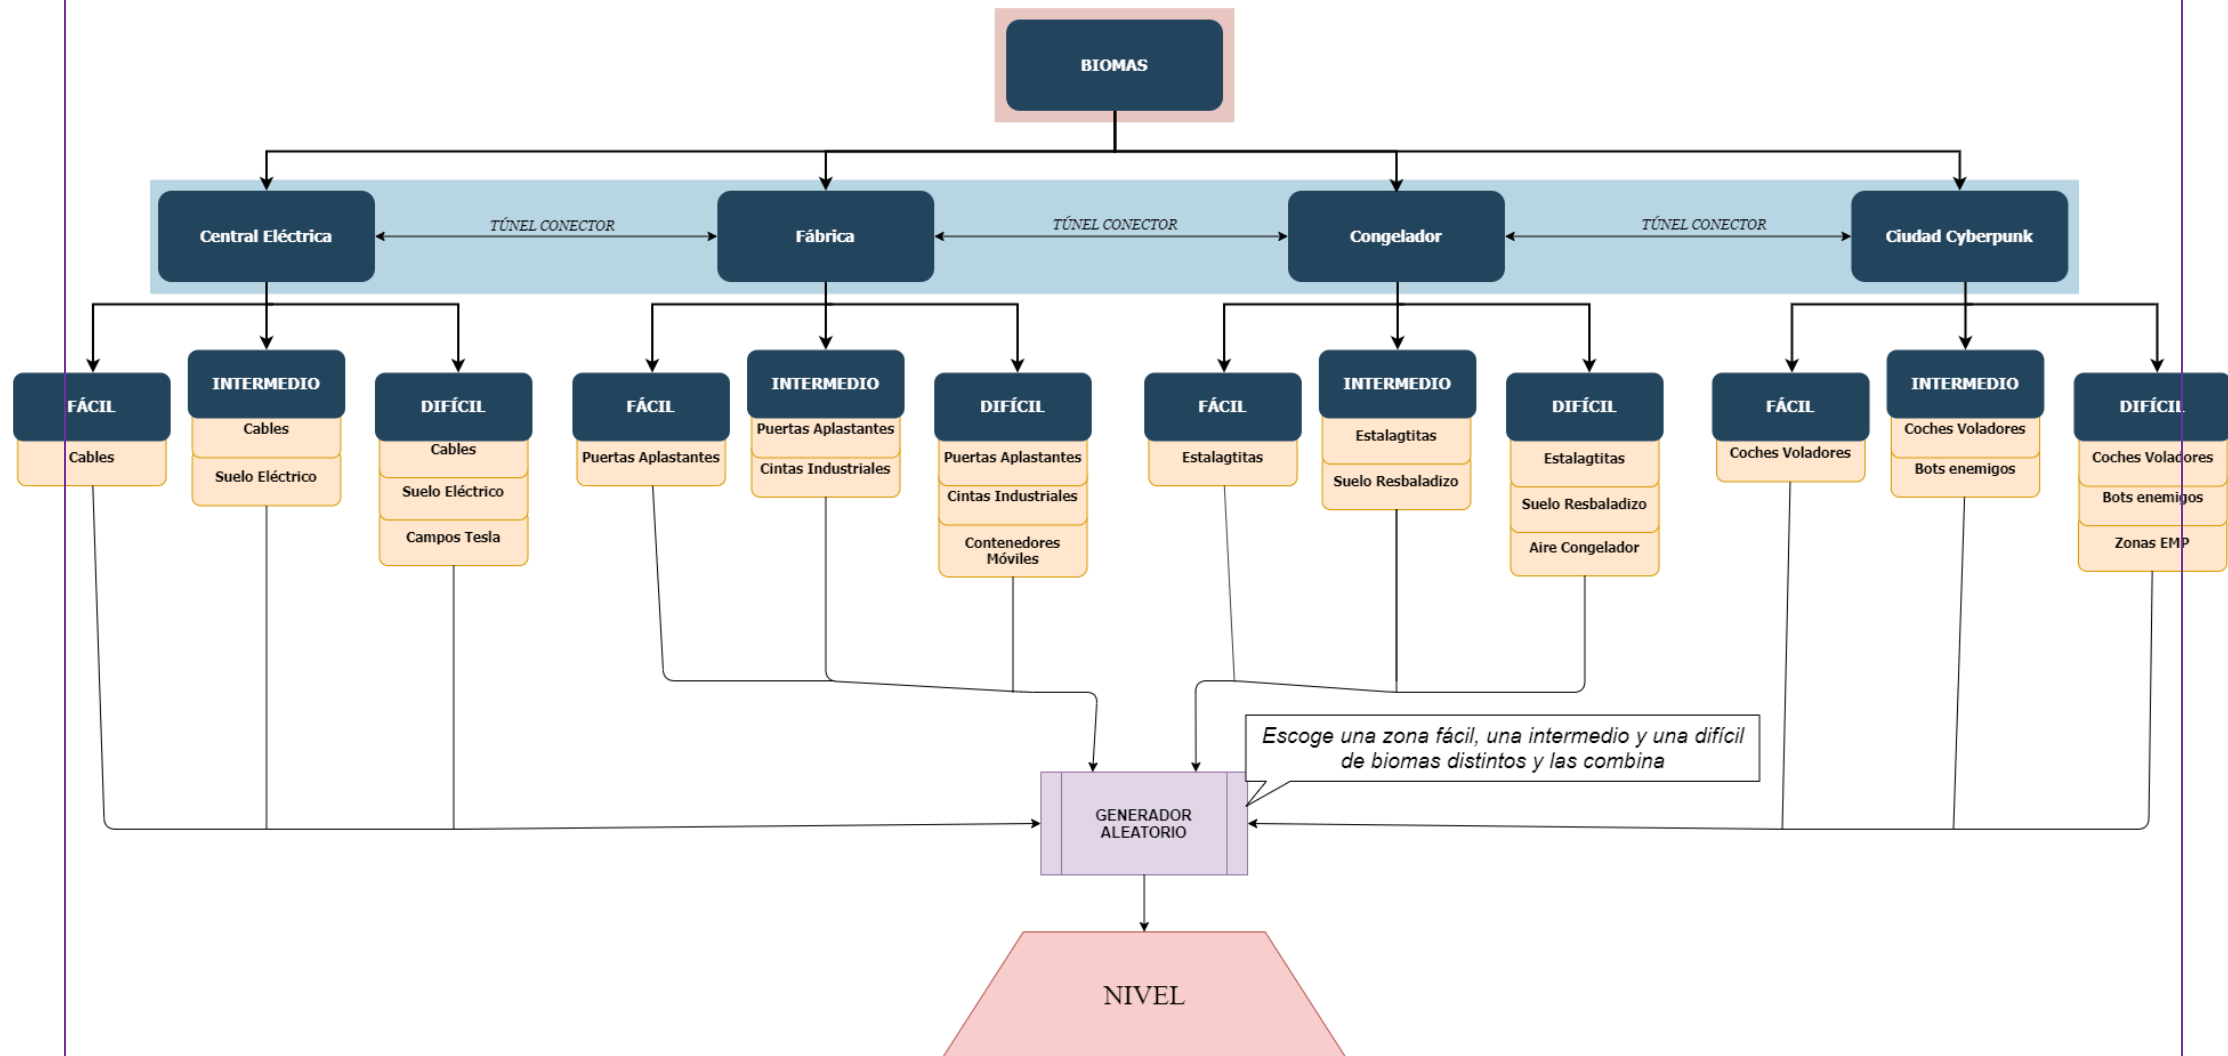 BIOMAS
TÚNEL CONECTOR
TÚNEL CONECTOR
TÚNEL CONECTOR
Central Eléctrica
Fábrica
Congelador
Ciudad Cyberpunk
FÁCIL
Cables
INTERMEDIO
Cables
Suelo Eléctrico
DIFÍCIL
Cables
Suelo Eléctrico
Campos Tesla
FÁCIL
Puertas Aplastantes
INTERMEDIO
Puertas Aplastantes
Cintas Industriales
DIFÍCIL
Puertas Aplastantes
Cintas Industriales
Contenedores
Móviles
FÁCIL
Estalagtitas
INTERMEDIO
Estalagtitas
Suelo Resbaladizo
DIFÍCIL
Estalagtitas
Suelo Resbaladizo
Aire Congelador
FÁCIL
Coches Voladores
INTERMEDIO
Coches Voladores
Bots enemigos
DIFÍCIL
Coches Voladores
Bots enemigos
Zonas EMP
Escoge una zona fácil, una intermedio y una difícil
de biomas distintos y las combina
GENERADOR
ALEATORIO
NIVEL